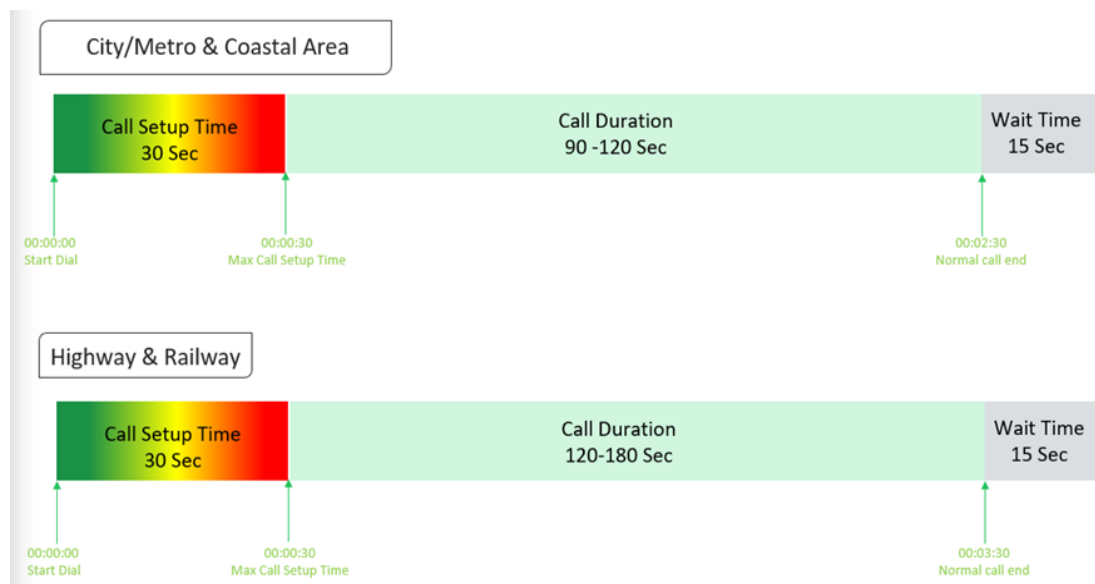 City/Metro & Coastal Area
Call Setup Time
30 Sec
Call Duration
90 -120 Sec
Wait Time
15 Sec
00:00:00
Start Dial
00:00:30
Max Call Setup Time
00:02:30
Normal call end
Highway & Railway
Call Setup Time
30 Sec
Call Duration
120-180 Sec
Wait Time
15 Sec
00:00:00
Start Dial
00:00:30
Max Call Setup Time
00:03:30
Normal call end